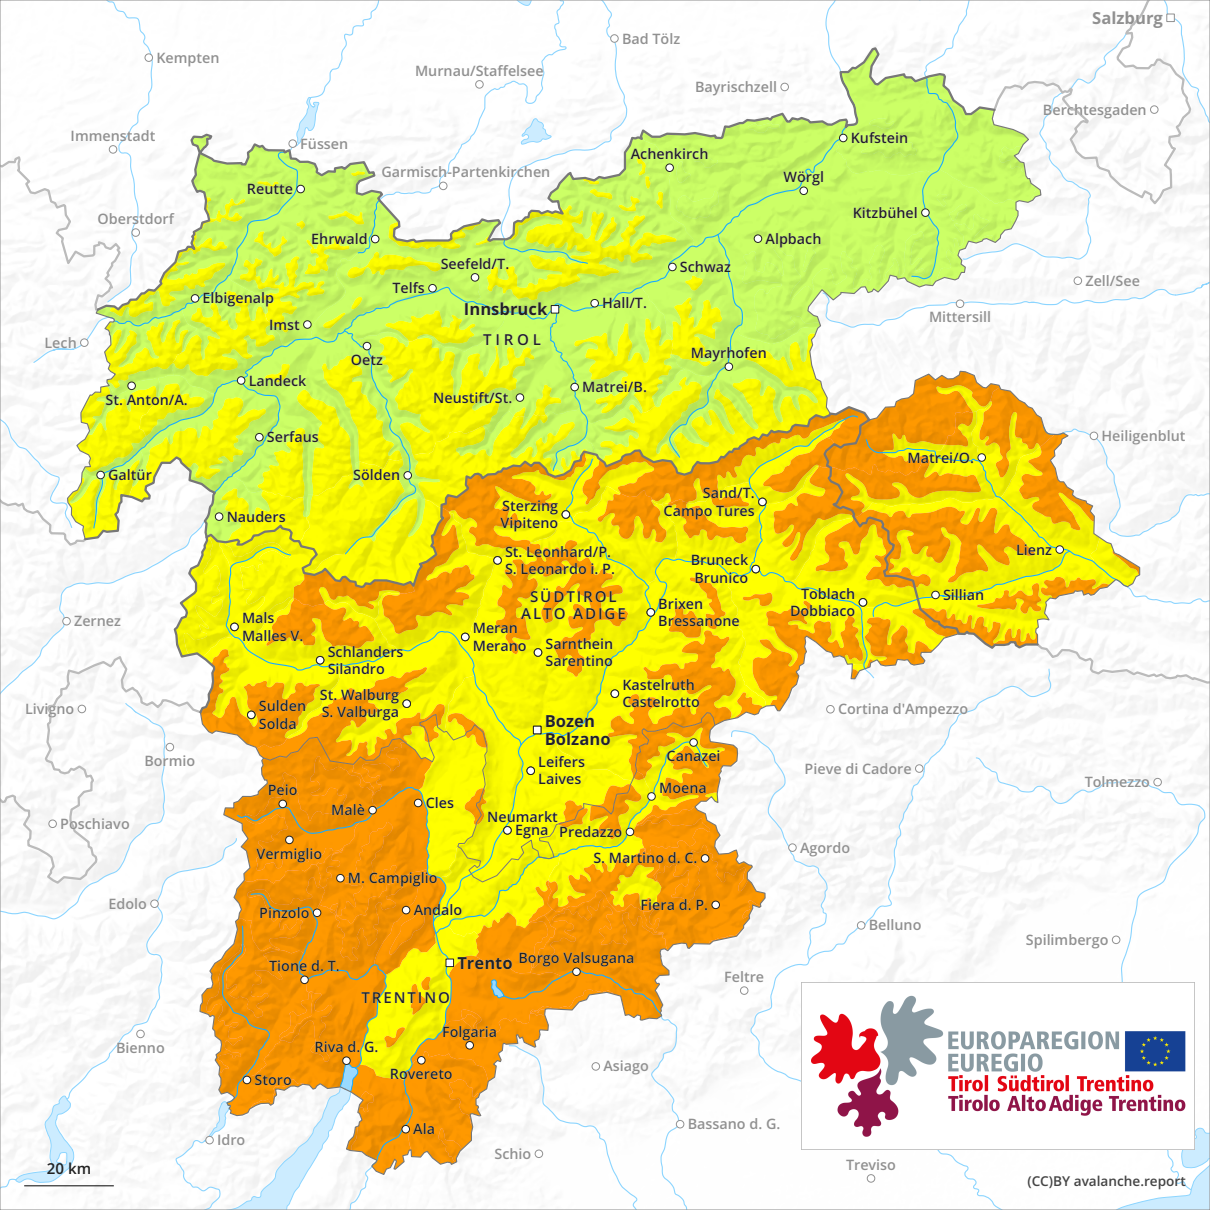 Salzburg
Bad Tölz
Kempten
Murnau/Staffelsee
Bayrischzell
Berchtesgaden
Immenstadt
Füssen
Kufstein
Achenkirch
Garmisch-Partenkirchen
Wörgl
Reutte
Oberstdorf
Kitzbühel
Ehrwald
Alpbach
Seefeld/T.
Schwaz
Zell/See
Telfs
Elbigenalp
Hall/T.
Innsbruck
Mittersill
Imst
TIROL
Lech
Oetz
Mayrhofen
Landeck
Matrei/B.
St. Anton/A.
Neustift/St.
Serfaus
Heiligenblut
Matrei/O.
Galtür
Sölden
Sand/T.
Campo Tures
Sterzing
Vipiteno
Nauders
Lienz
St. Leonhard/P.
S. Leonardo i. P.
Bruneck
Brunico
SÜDTIROL
ALTO ADIGE
Toblach
Dobbiaco
Sillian
Brixen
Bressanone
Zernez
Mals
Malles V.
Meran
Merano
Sarnthein
Sarentino
Schlanders
Silandro
Kastelruth
Castelrotto
St. Walburg
S. Valburga
Livigno
Sulden
Solda
Cortina d'Ampezzo
Bozen
Bolzano
Bormio
Canazei
Leifers
Laives
Pieve di Cadore
Tolmezzo
Peio
Moena
Malè
Cles
Poschiavo
Neumarkt
Egna
Predazzo
Vermiglio
Agordo
S. Martino d. C.
M. Campiglio
Edolo
Pinzolo
Andalo
Fiera d. P.
Belluno
Spilimbergo
Trento
Borgo Valsugana
Tione d. T.
Feltre
TRENTINO
Folgaria
Bienno
Riva d. G.
EUROPAREGION
EUREGIO
Tirol Südtirol Trentino
Tirolo Alto Adige Trentino
Storo
Rovereto
Asiago
Ala
Bassano d. G.
Idro
Schio
Treviso
20 km
(CC)BY avalanche.report